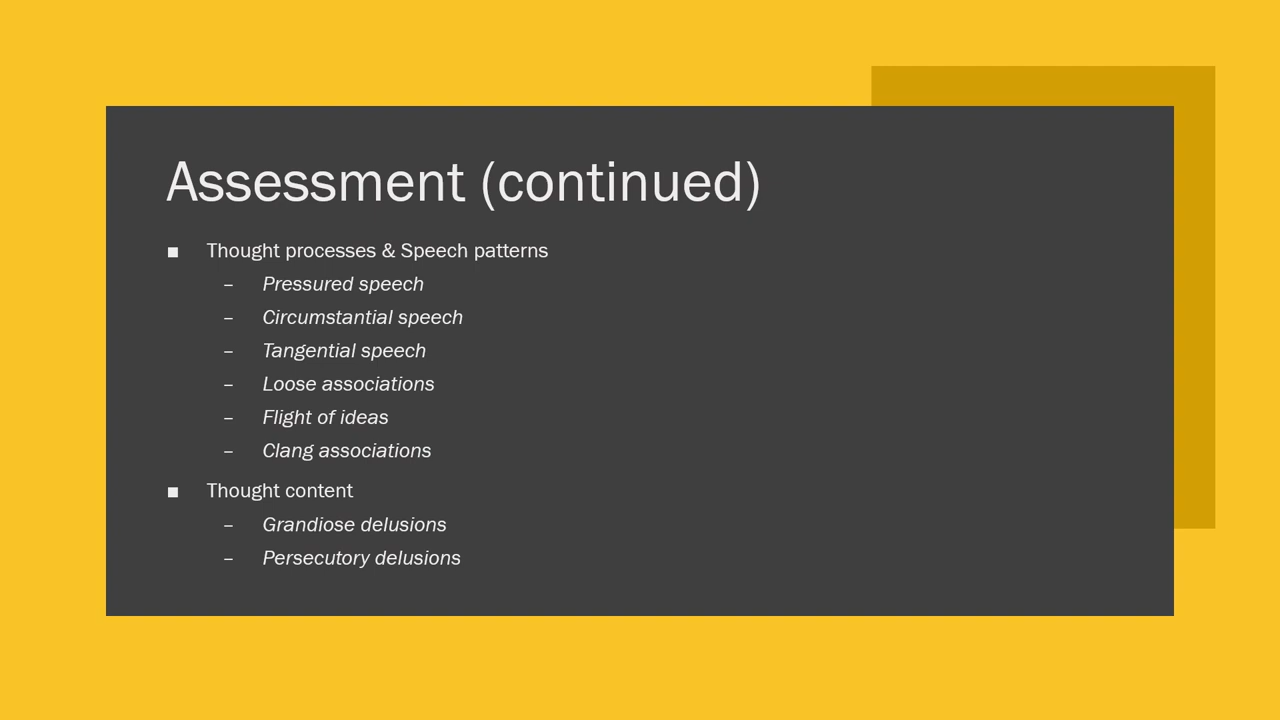 Assessment (continued)
■ Thought processes & Speech patterns
– Pressured speech
– Circumstantial speech
– Tangential speech
– Loose associations
– Flight of ideas
– Clang associations
■ Thought content
– Grandiose delusions
– Persecutory delusions